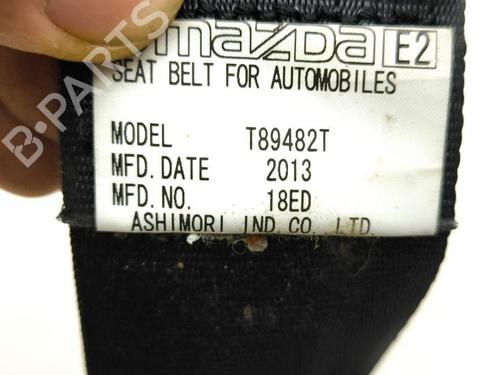 mazda E2
SEAT BELT FOR AUTOMOBILES
MODEL T89482T
MFD. DATE 2013
MFD. NO. 18ED
ASHIMORI IND. CO., LTD.
B-PARTS